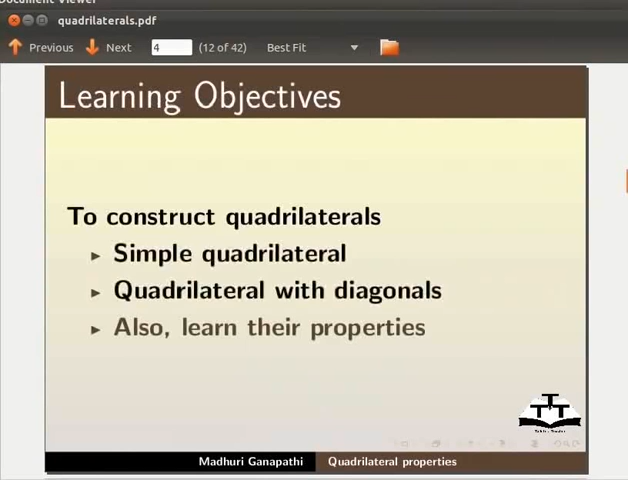 Document Viewer
quadrilaterals.pdf
Previous Next 4 (12 of 42) Best Fit
Learning Objectives
To construct quadrilaterals
Simple quadrilateral
Quadrilateral with diagonals
Also, learn their properties
Madhuri Ganapathi Quadrilateral properties